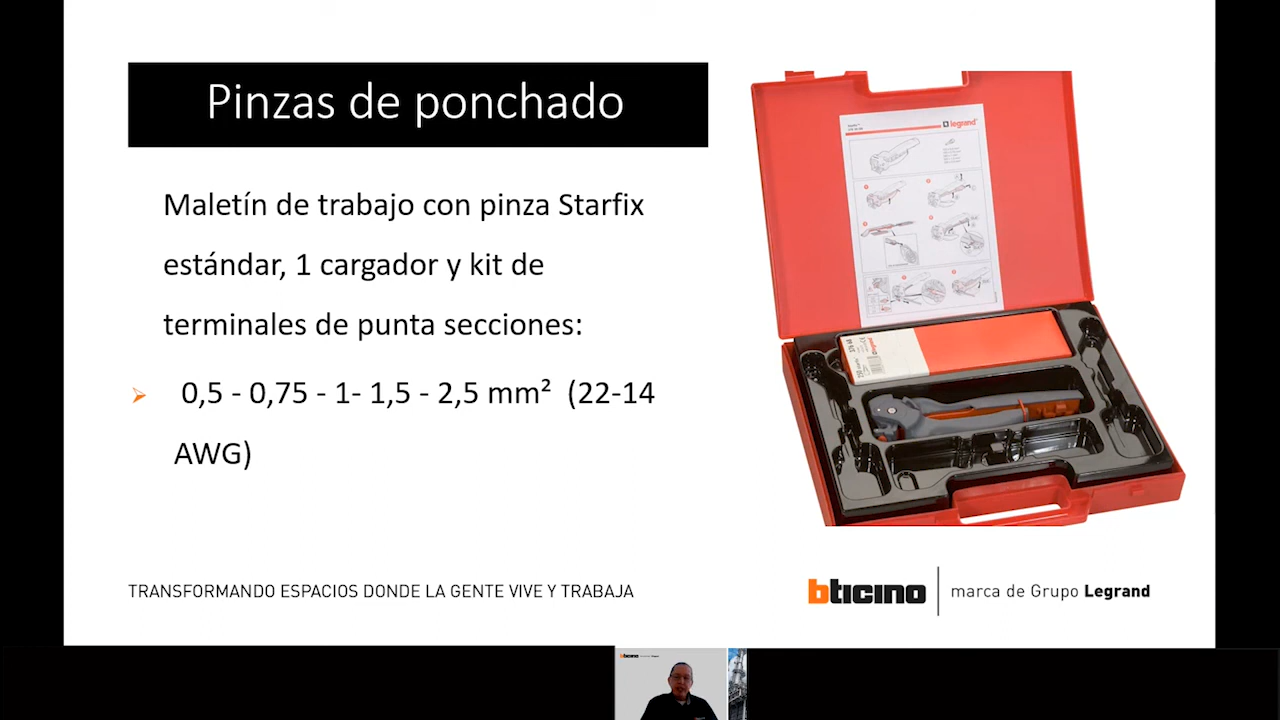 Pinzas de ponchado
Maletín de trabajo con pinza Starfix
estándar, 1 cargador y kit de
terminales de punta secciones:
0,5 - 0,75 - 1- 1,5 - 2,5 mm² (22-14
AWG)
legrand
legrand
TRANSFORMANDO ESPACIOS DONDE LA GENTE VIVE Y TRABAJA
bticino
marca de Grupo Legrand
bticino